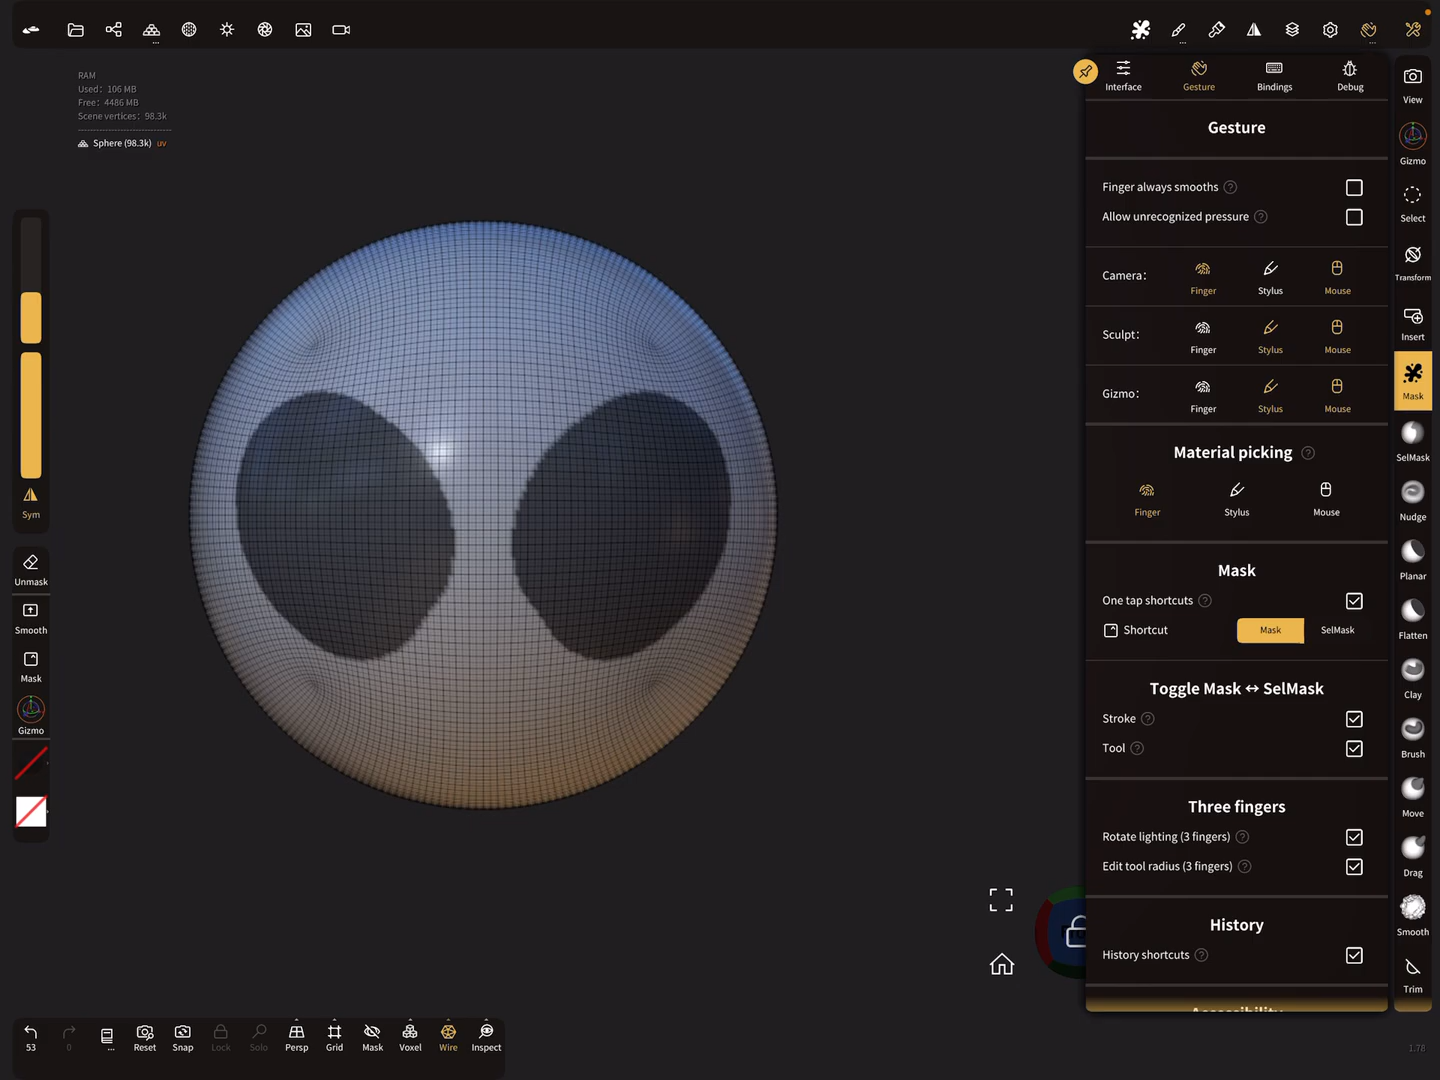 RAM
Used: 106 MB
Free: 4486 MB
Scene vertices: 98.3k
Sphere (98.3k) uv
Sym
Unmask
Smooth
Mask
Gizmo
Interface
Gesture
Bindings
Debug
Gesture
Finger always smooths ?
Allow unrecognized pressure ?
Camera: Finger Stylus Mouse
Sculpt: Finger Stylus Mouse
Gizmo: Finger Stylus Mouse
Material picking ?
Finger Stylus Mouse
Mask
One tap shortcuts ?
Shortcut Mask SelMask
Toggle Mask ↔ SelMask
Stroke ?
Tool ?
Three fingers
Rotate lighting (3 fingers) ?
Edit tool radius (3 fingers) ?
History
History shortcuts ?
Accessibility
View
Gizmo
Select
Transform
Insert
Mask
SelMask
Nudge
Planar
Flatten
Clay
Brush
Move
Drag
Smooth
Trim
53 0 ... Reset Snap Lock Solo Persp Grid Mask Voxel Wire Inspect
1.78